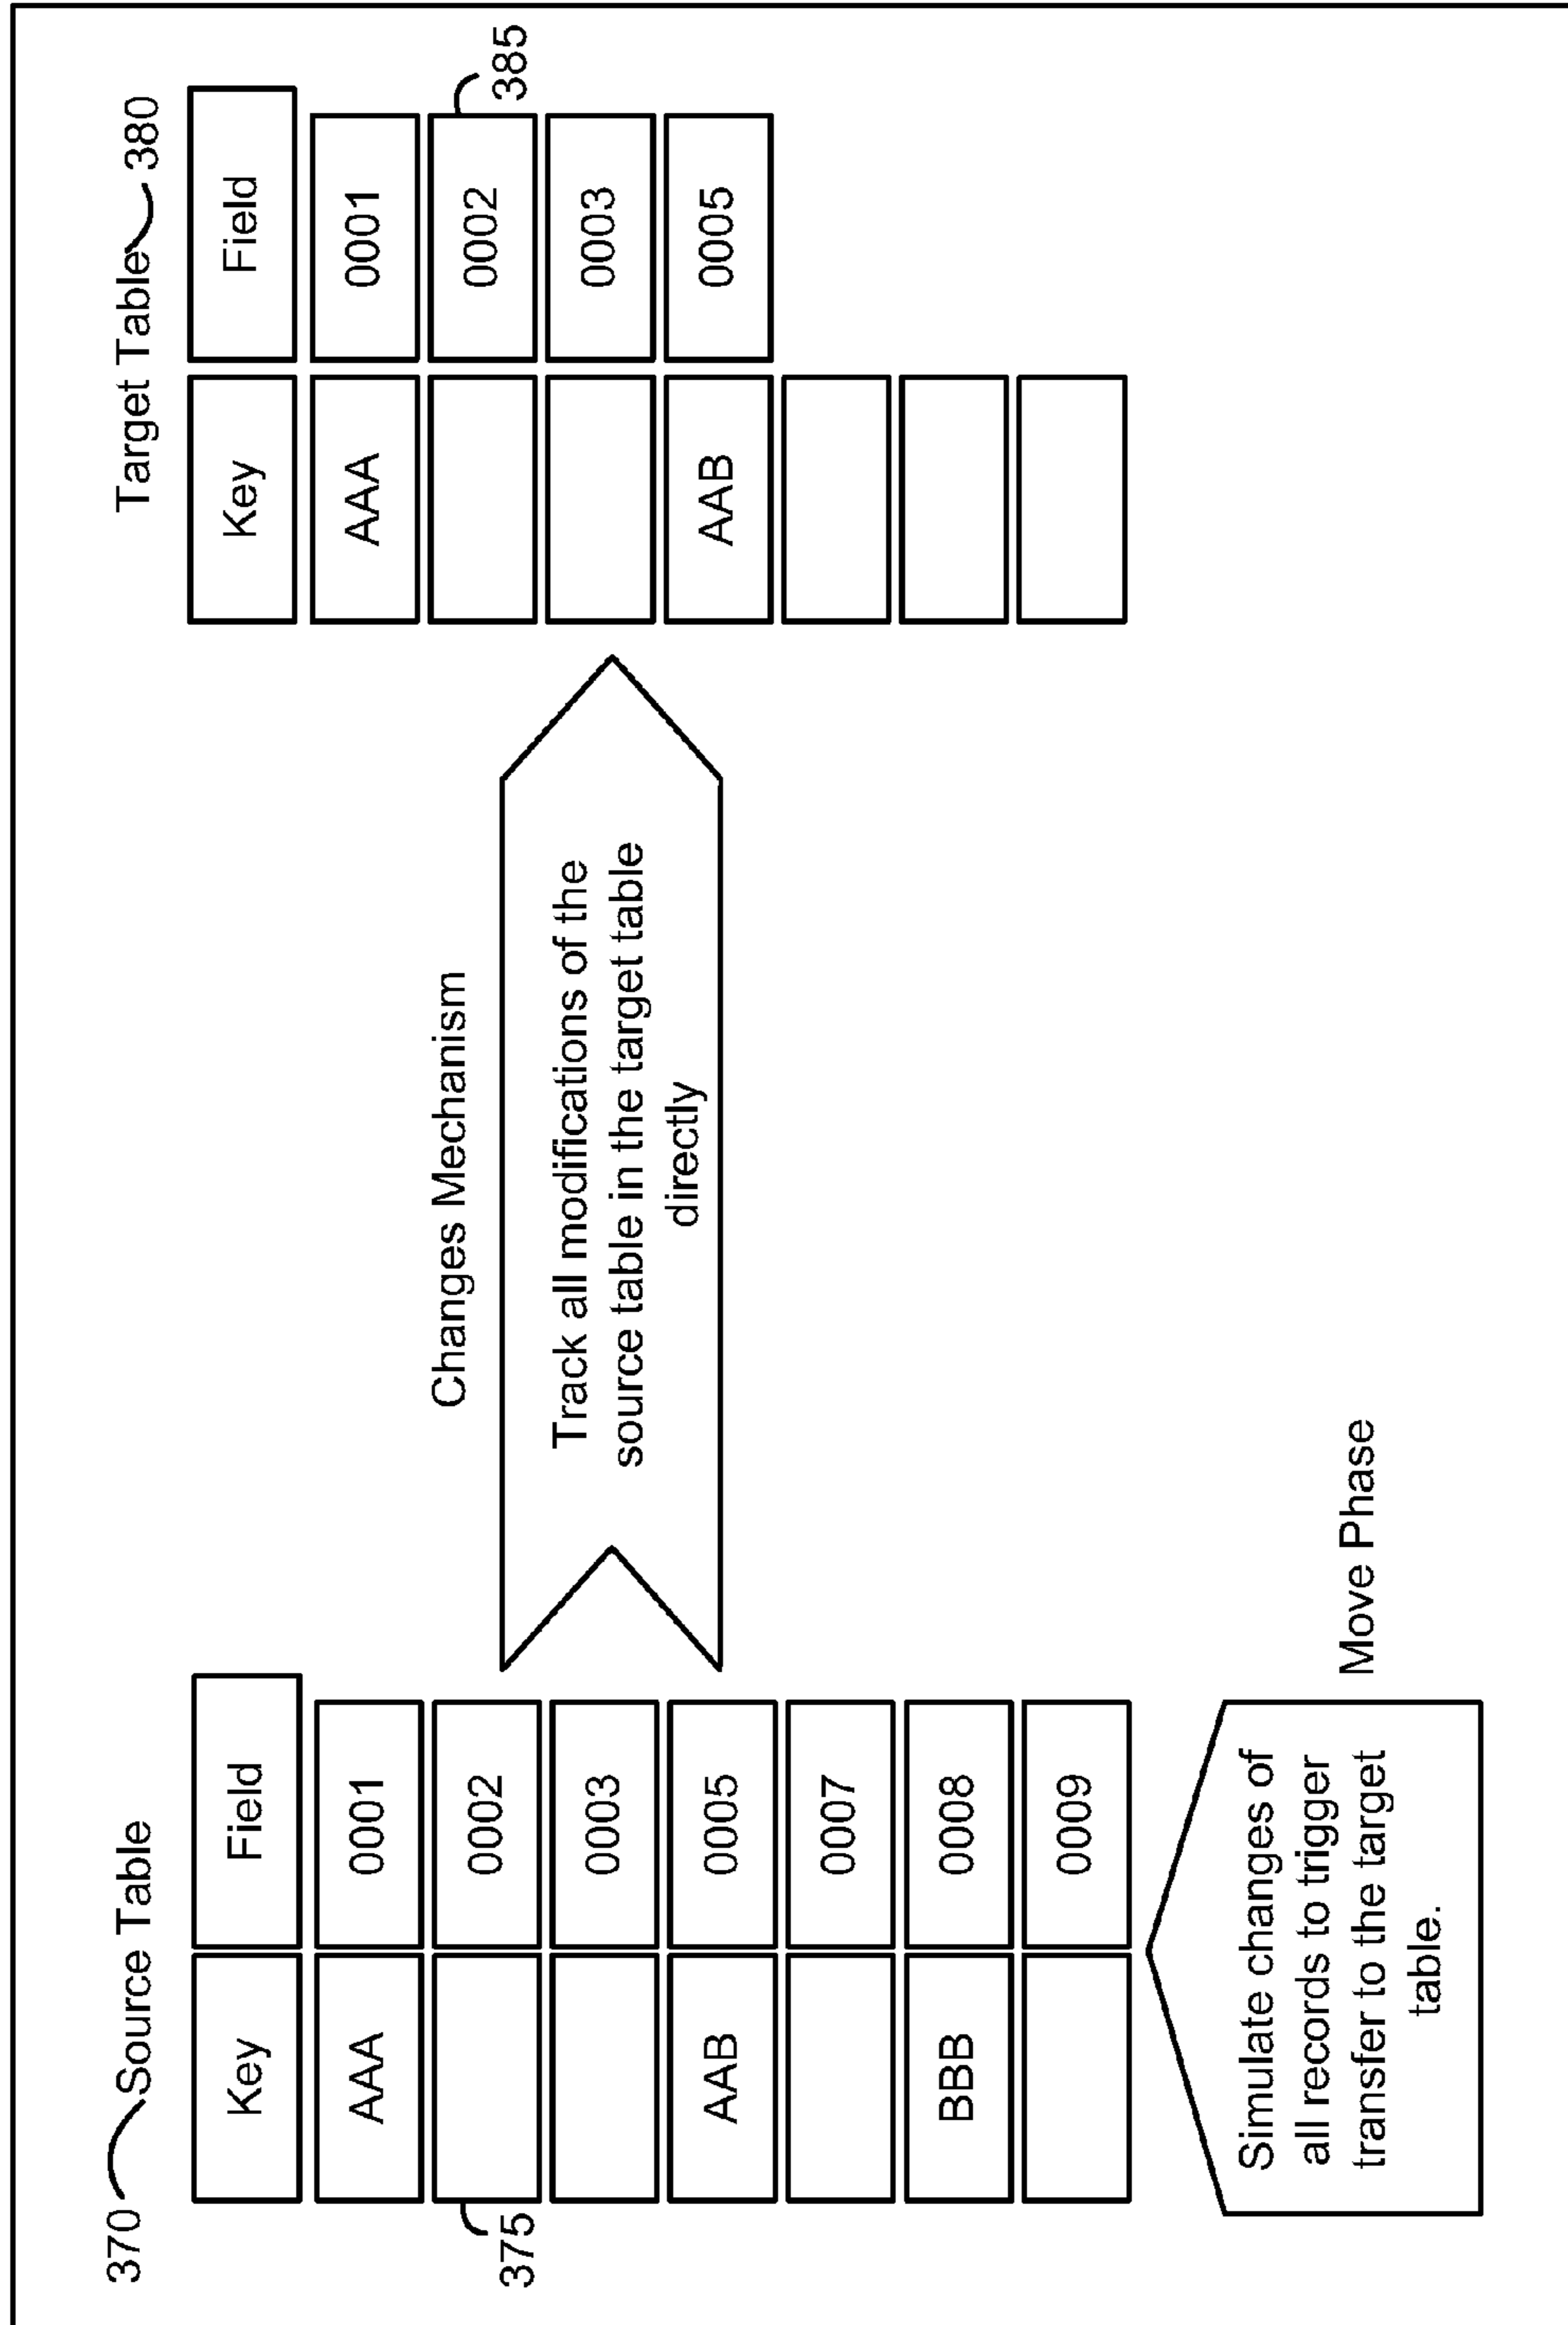 370
Source Table
Key Field
AAA 0001
0002
0003
AAB 0005
0007
BBB 0008
0009
375
Simulate changes of
all records to trigger
transfer to the target
table.
Move Phase
Changes Mechanism
Track all modifications of the
source table in the target table
directly
Target Table
380
Key Field
AAA 0001
0002
0003
AAB 0005
385